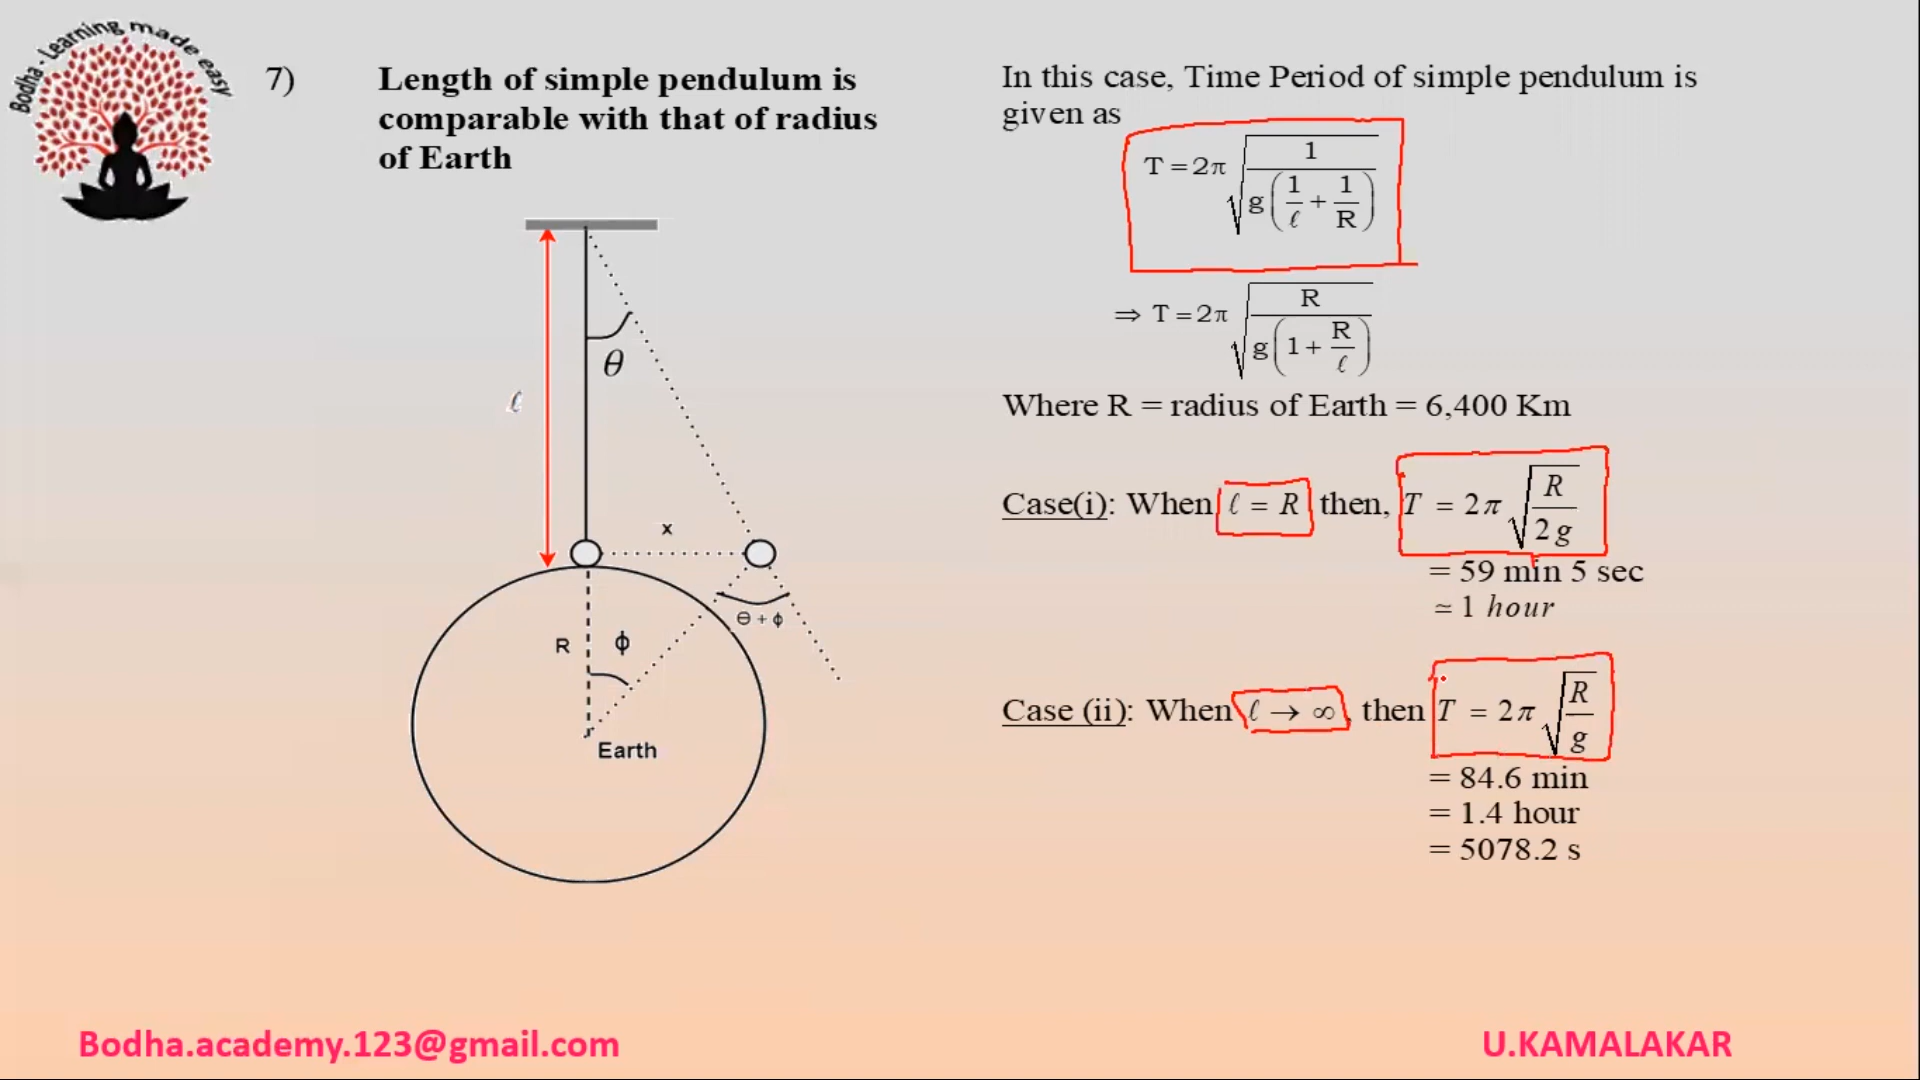 Bodha - Learning made easy
7)
Length of simple pendulum is
comparable with that of radius
of Earth
ℓ
θ
x
θ + ϕ
R
ϕ
Earth
In this case, Time Period of simple pendulum is
given as
T = 2π √(1 / (g(1/ℓ + 1/R)))
⇒ T = 2π √(R / (g(1 + R/ℓ)))
Where R = radius of Earth = 6,400 Km
Case(i): When ℓ = R then, T = 2π √(R / 2g)
= 59 min 5 sec
≃ 1 hour
Case (ii): When ℓ → ∞, then T = 2π √(R / g)
= 84.6 min
= 1.4 hour
= 5078.2 s
Bodha.academy.123@gmail.com
U.KAMALAKAR